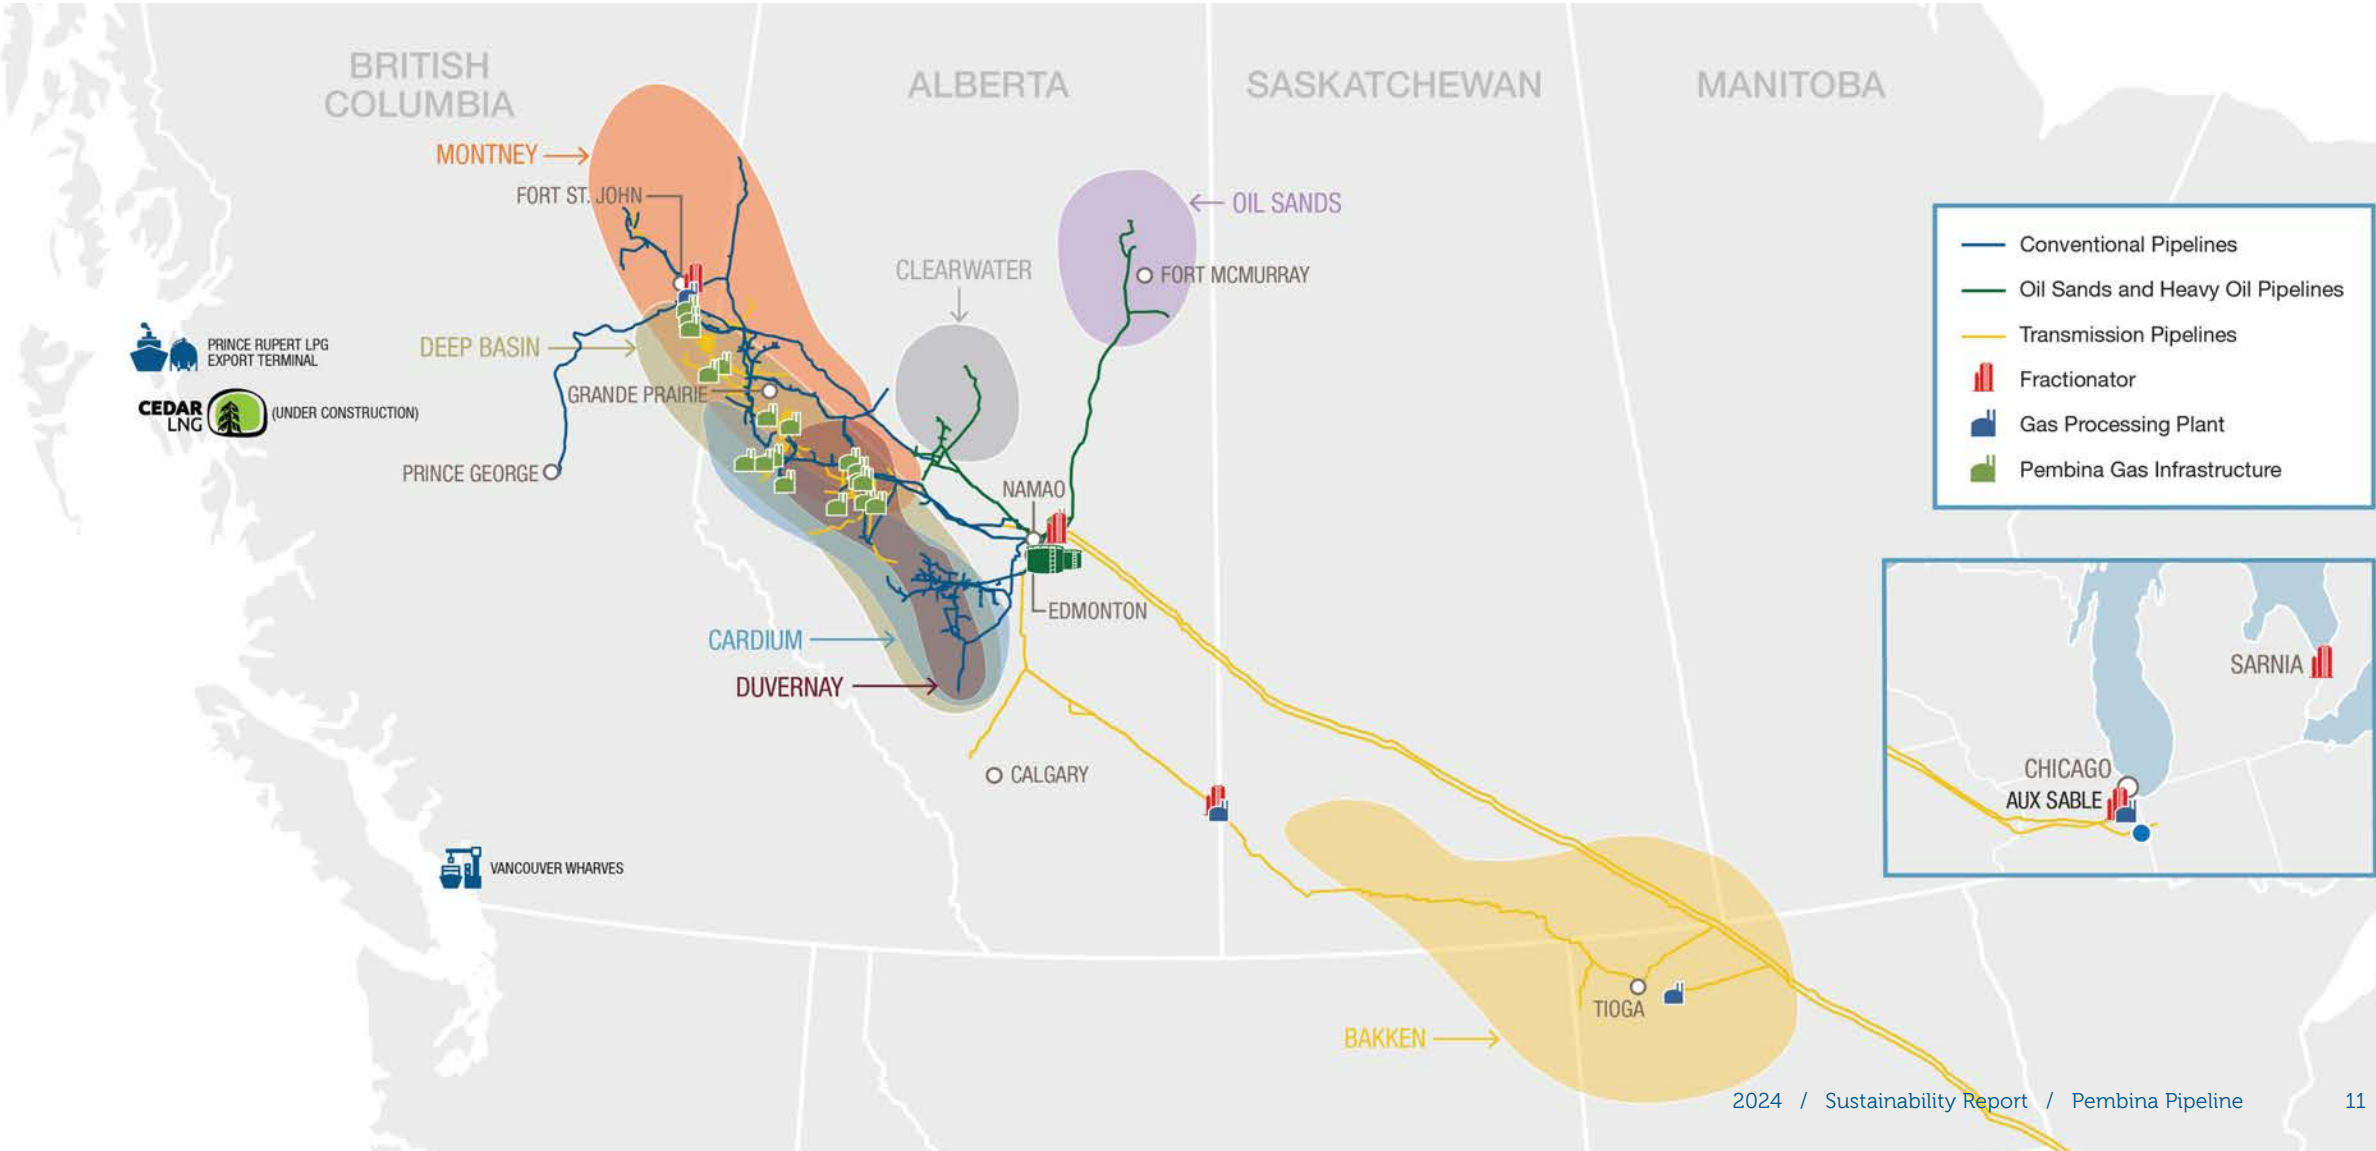 BRITISH
COLUMBIA
ALBERTA
SASKATCHEWAN
MANITOBA
MONTNEY
FORT ST. JOHN
OIL SANDS
CLEARWATER
FORT MCMURRAY
PRINCE RUPERT LPG
EXPORT TERMINAL
DEEP BASIN
GRANDE PRAIRIE
CEDAR
LNG
(UNDER CONSTRUCTION)
PRINCE GEORGE
NAMAO
EDMONTON
CARDIUM
DUVERNAY
CALGARY
VANCOUVER WHARVES
TIOGA
BAKKEN
Conventional Pipelines
Oil Sands and Heavy Oil Pipelines
Transmission Pipelines
Fractionator
Gas Processing Plant
Pembina Gas Infrastructure
SARNIA
CHICAGO
AUX SABLE
2024 / Sustainability Report / Pembina Pipeline 11